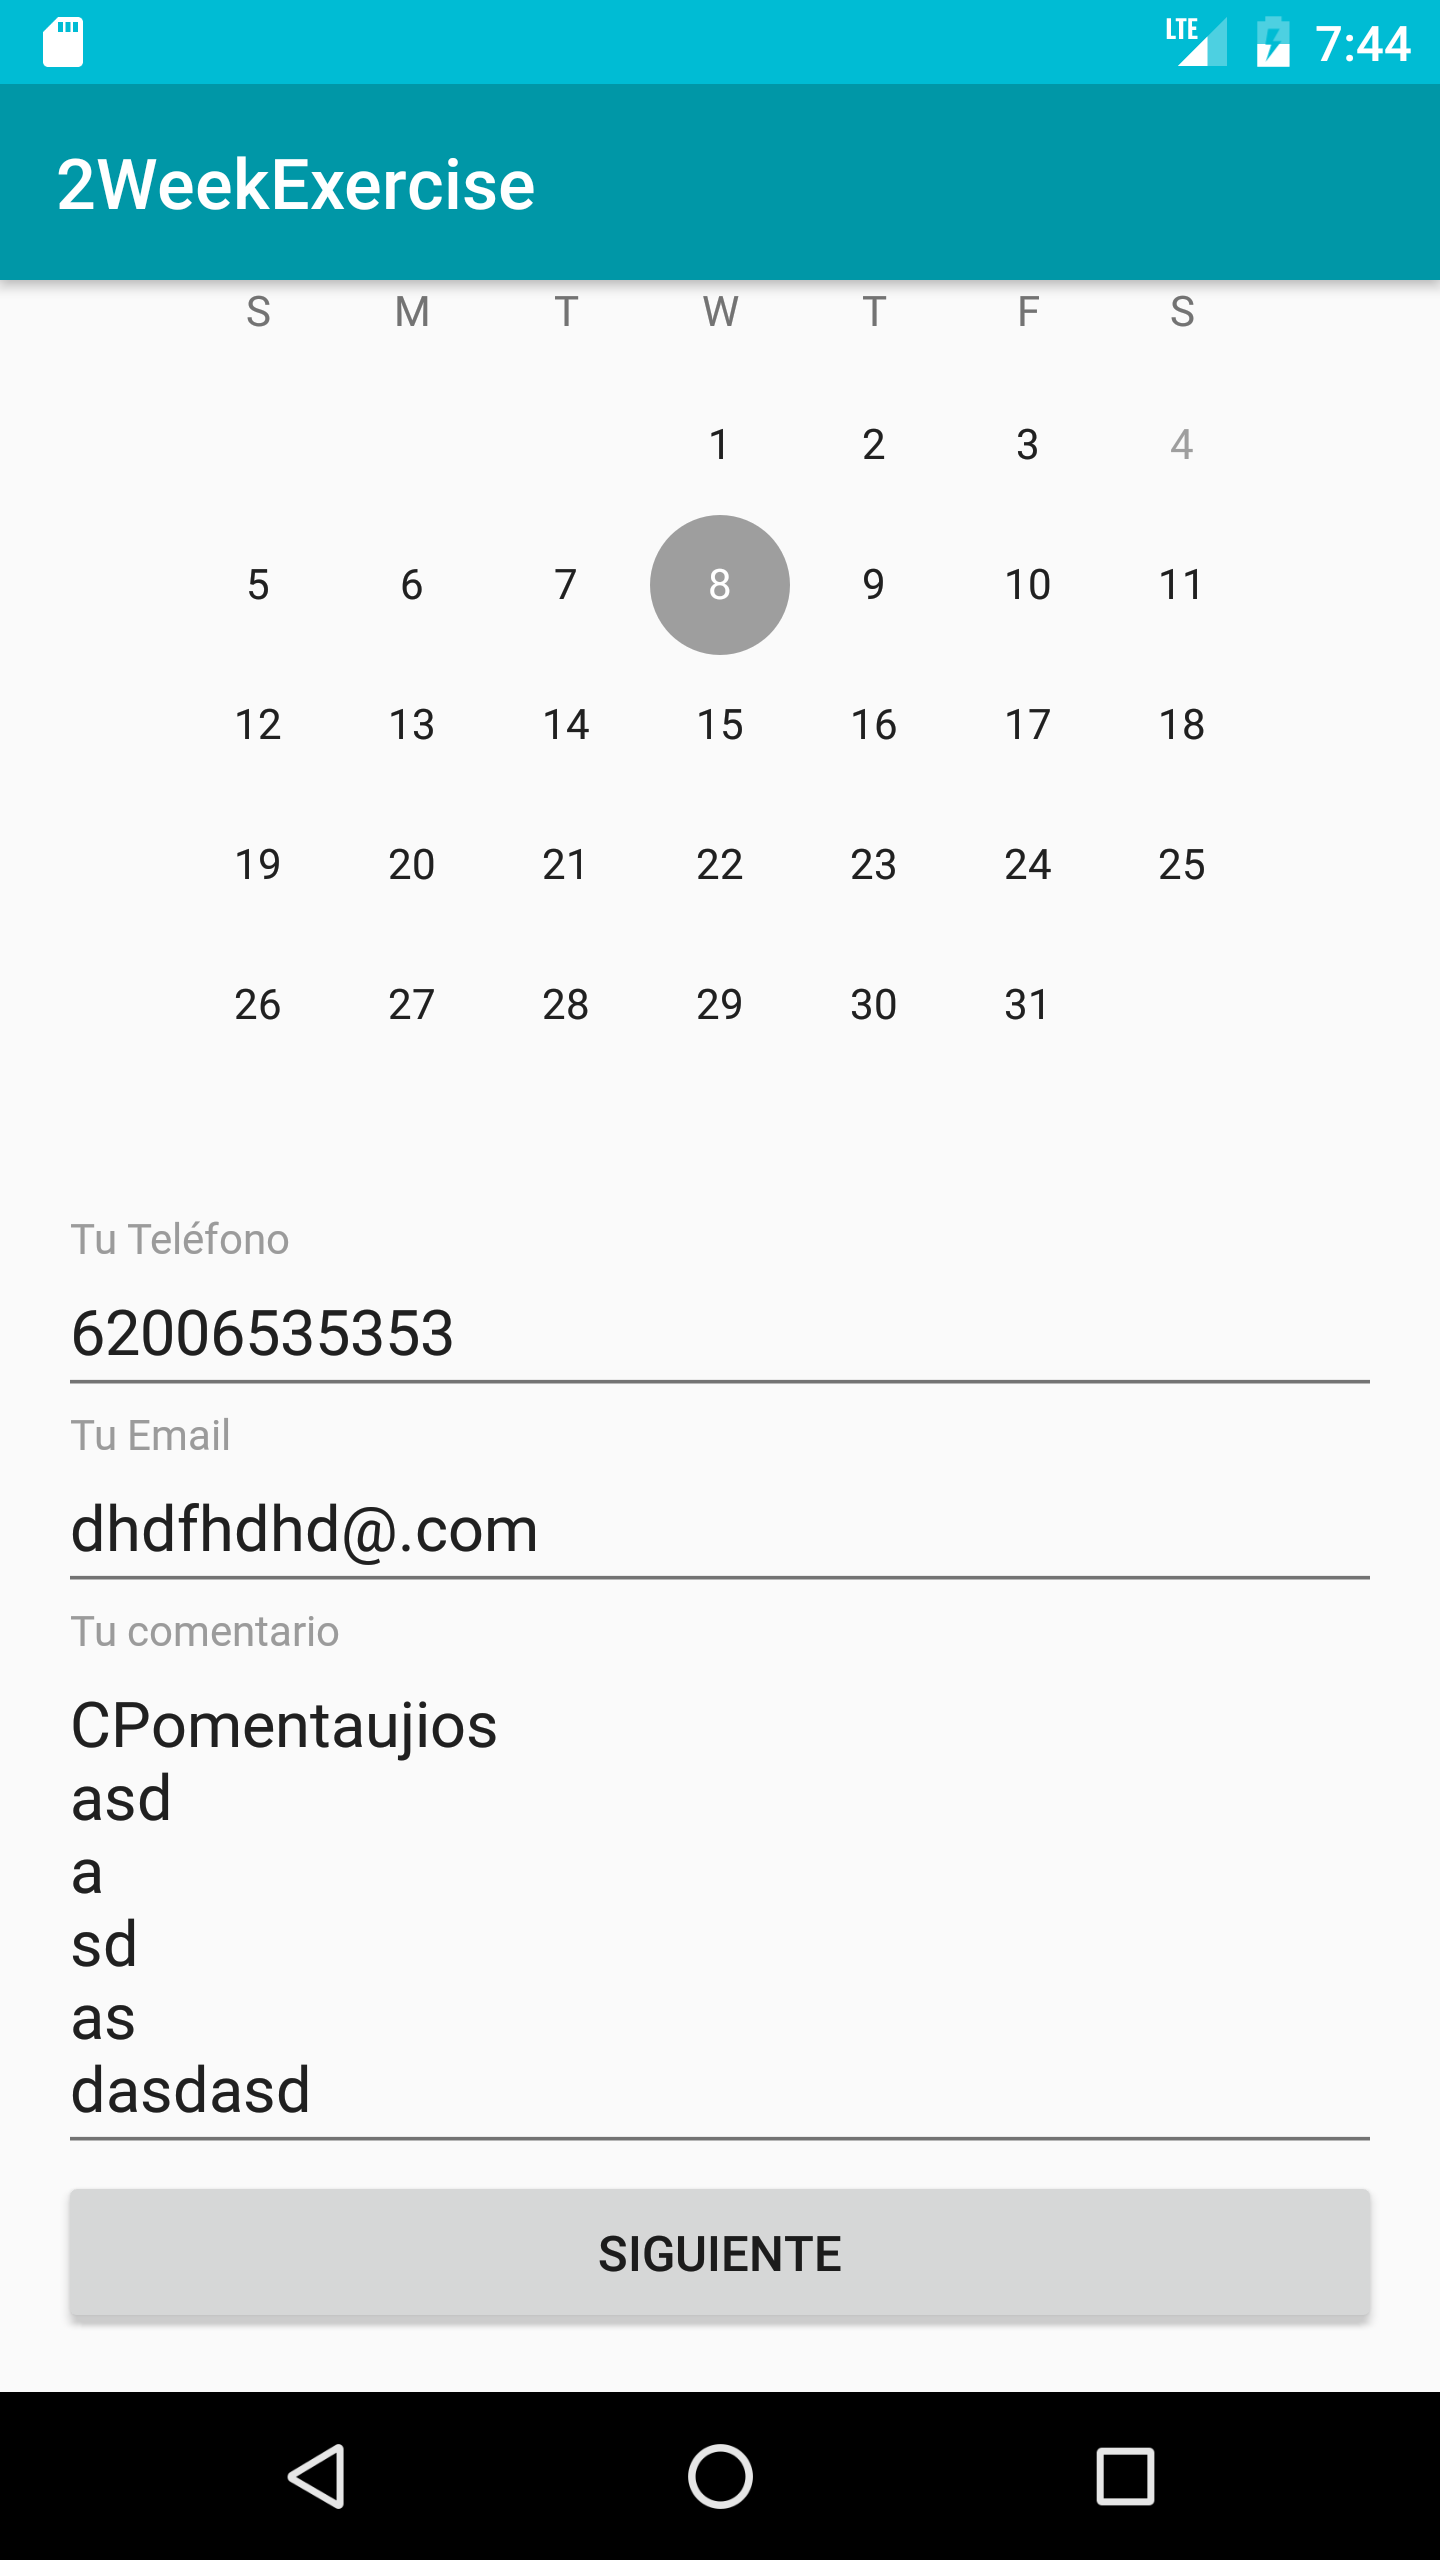 LTE 7:44
2WeekExercise
S M T W T F S
1 2 3 4
5 6 7 8 9 10 11
12 13 14 15 16 17 18
19 20 21 22 23 24 25
26 27 28 29 30 31
Tu Teléfono
62006535353
Tu Email
dhdfhdhd@.com
Tu comentario
CPomentaujios
asd
a
sd
as
dasdasd
SIGUIENTE